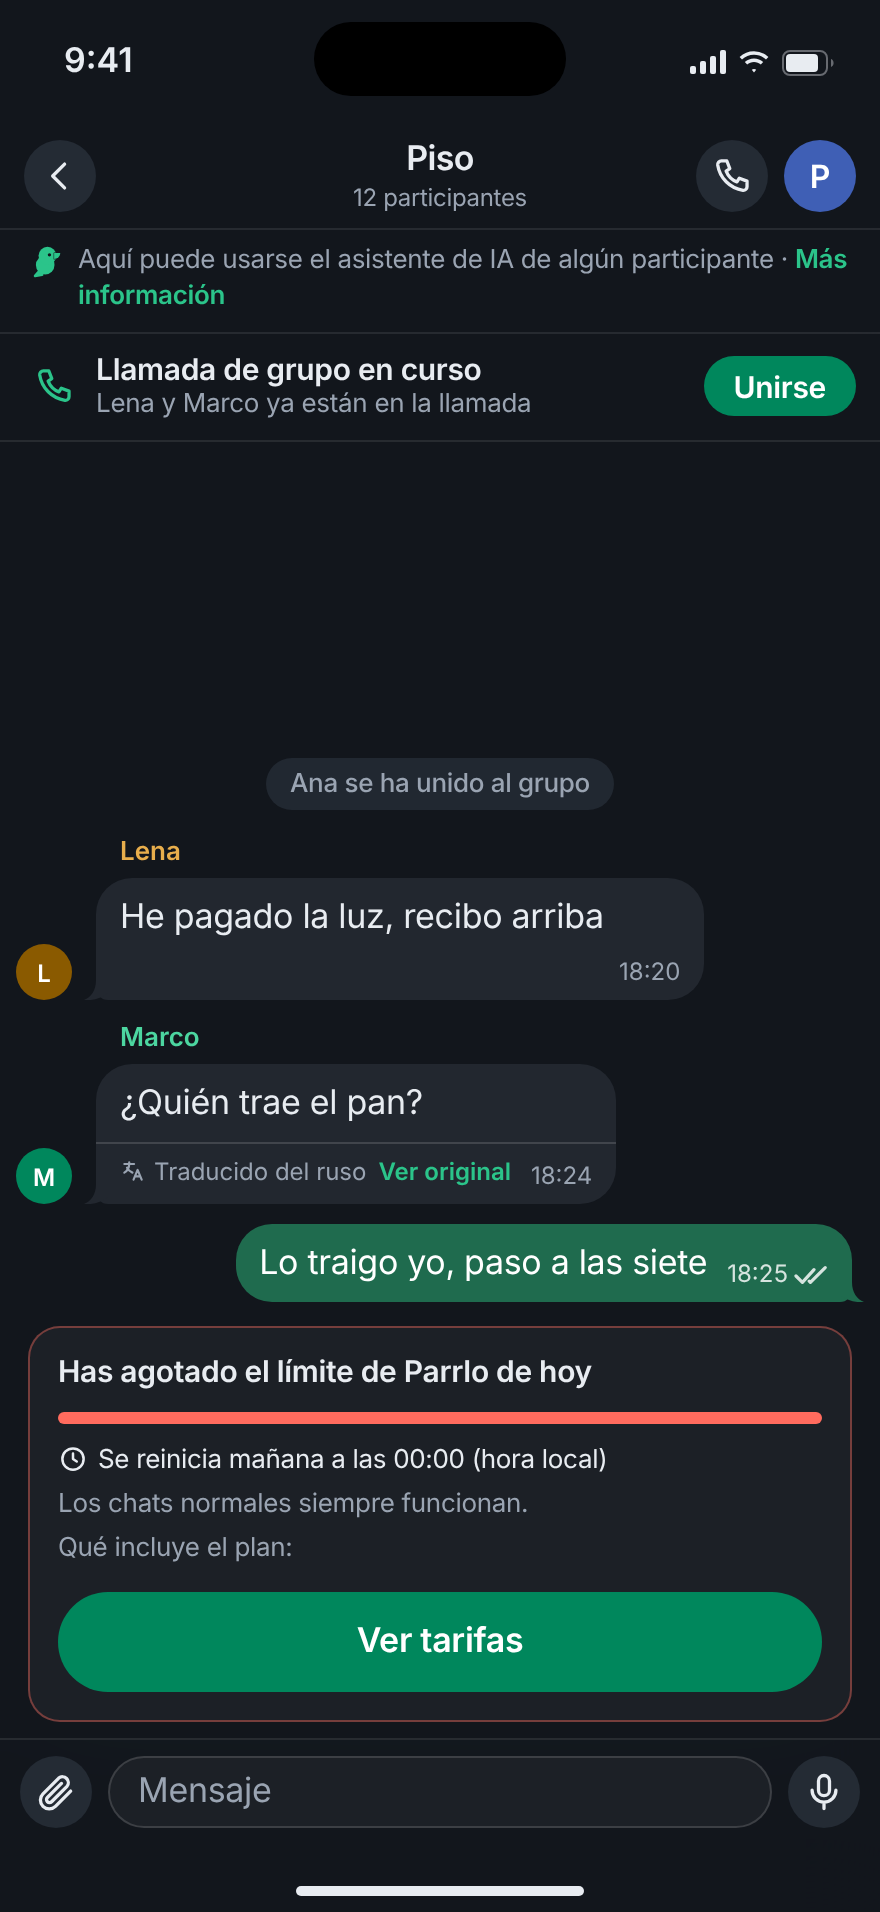 9:41
Piso
12 participantes
P
Aquí puede usarse el asistente de IA de algún participante · Más
información
Llamada de grupo en curso
Lena y Marco ya están en la llamada
Unirse
Ana se ha unido al grupo
Lena
He pagado la luz, recibo arriba
18:20
L
Marco
¿Quién trae el pan?
Traducido del ruso Ver original 18:24
M
Lo traigo yo, paso a las siete 18:25
Has agotado el límite de Parrlo de hoy
Se reinicia mañana a las 00:00 (hora local)
Los chats normales siempre funcionan.
Qué incluye el plan:
Ver tarifas
Mensaje